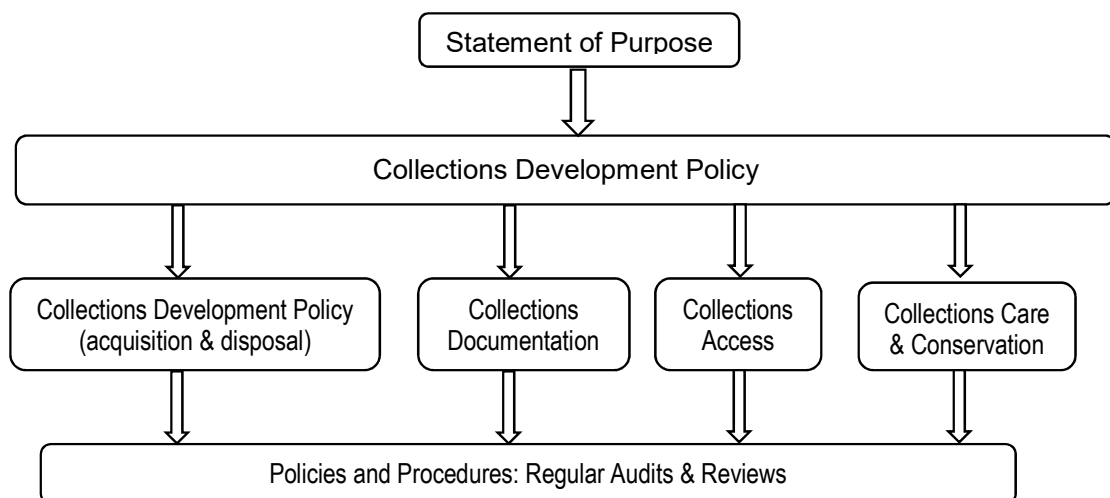 Statement of Purpose
Collections Development Policy
Collections Development Policy
(acquisition & disposal)
Collections
Documentation
Collections
Access
Collections Care
& Conservation
Policies and Procedures: Regular Audits & Reviews